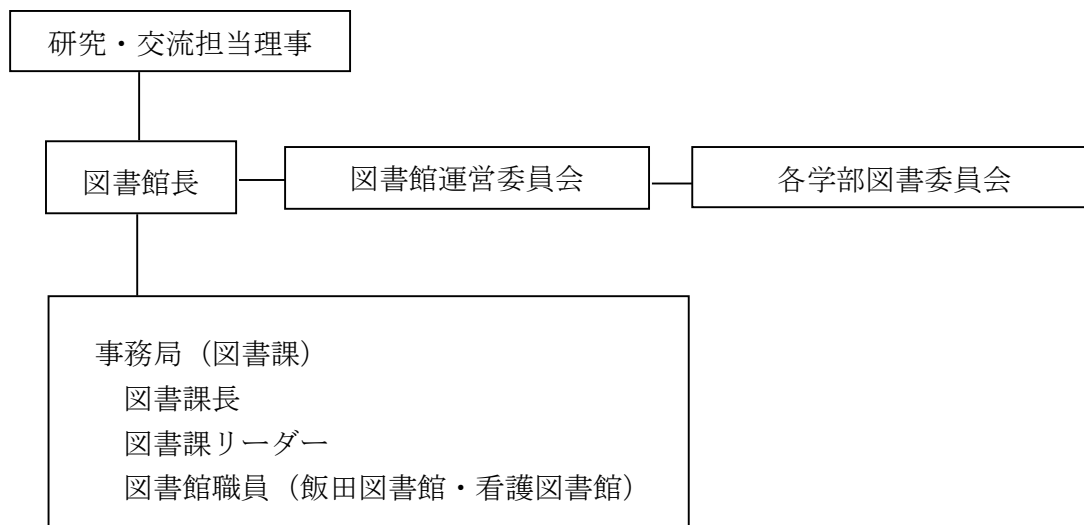 研究・交流担当理事
図書館長
図書館運営委員会
各学部図書委員会
事務局（図書課）
図書課長
図書課リーダー
図書館職員（飯田図書館・看護図書館）